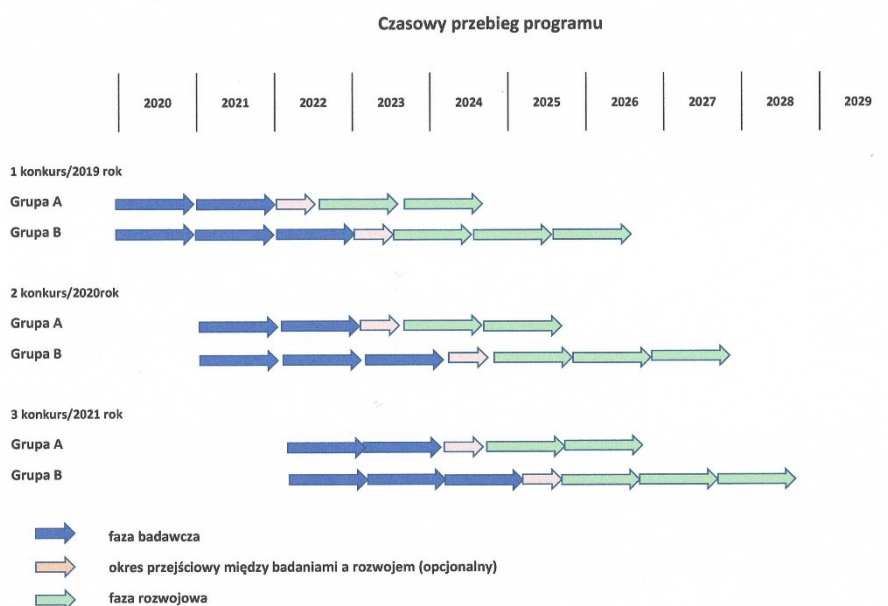 Czasowy przebieg programu
2020 2021 2022 2023 2024 2025 2026 2027 2028 2029
1 konkurs/2019 rok
Grupa A
Grupa B
2 konkurs/2020rok
Grupa A
Grupa B
3 konkurs/2021 rok
Grupa A
Grupa B
faza badawcza
okres przejściowy między badaniami a rozwojem (opcjonalny)
faza rozwojowa